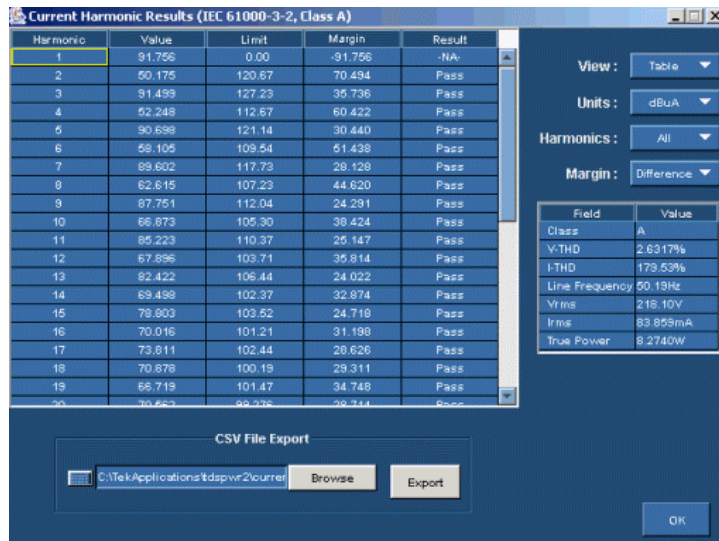 Current Harmonic Results (IEC 61000-3-2, Class A)
Harmonic Value Limit Margin Result
1 91.756 0.00 -91.756 -NA-
2 50.175 120.67 70.494 Pass
3 91.499 127.23 35.736 Pass
4 52.248 112.67 60.422 Pass
5 90.698 121.14 30.440 Pass
6 58.105 109.54 51.438 Pass
7 89.602 117.73 28.128 Pass
8 62.615 107.23 44.620 Pass
9 87.751 112.04 24.291 Pass
10 66.873 105.30 38.424 Pass
11 85.223 110.37 25.147 Pass
12 67.896 103.71 35.814 Pass
13 82.422 106.44 24.022 Pass
14 69.498 102.37 32.874 Pass
15 78.803 103.52 24.718 Pass
16 70.016 101.21 31.198 Pass
17 73.811 102.44 28.626 Pass
18 70.878 100.19 29.311 Pass
19 66.719 101.47 34.748 Pass
20 70.562 99.276 28.714 Pass
View : Table
Units : dBuA
Harmonics : All
Margin : Difference
Field Value
Class A
V-THD 2.6317%
I-THD 179.53%
Line Frequency 50.19Hz
Vrms 218.10V
Irms 83.859mA
True Power 8.2740W
CSV File Export
C:\TekApplications\tdspwr2\currer
Browse
Export
OK